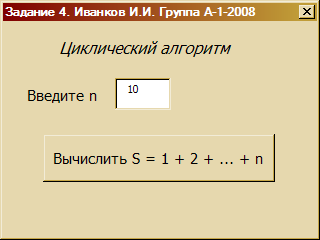 Задание 4. Иванков И.И. Группа А-1-2008
Циклический алгоритм
Введите n 10
Вычислить S = 1 + 2 + ... + n